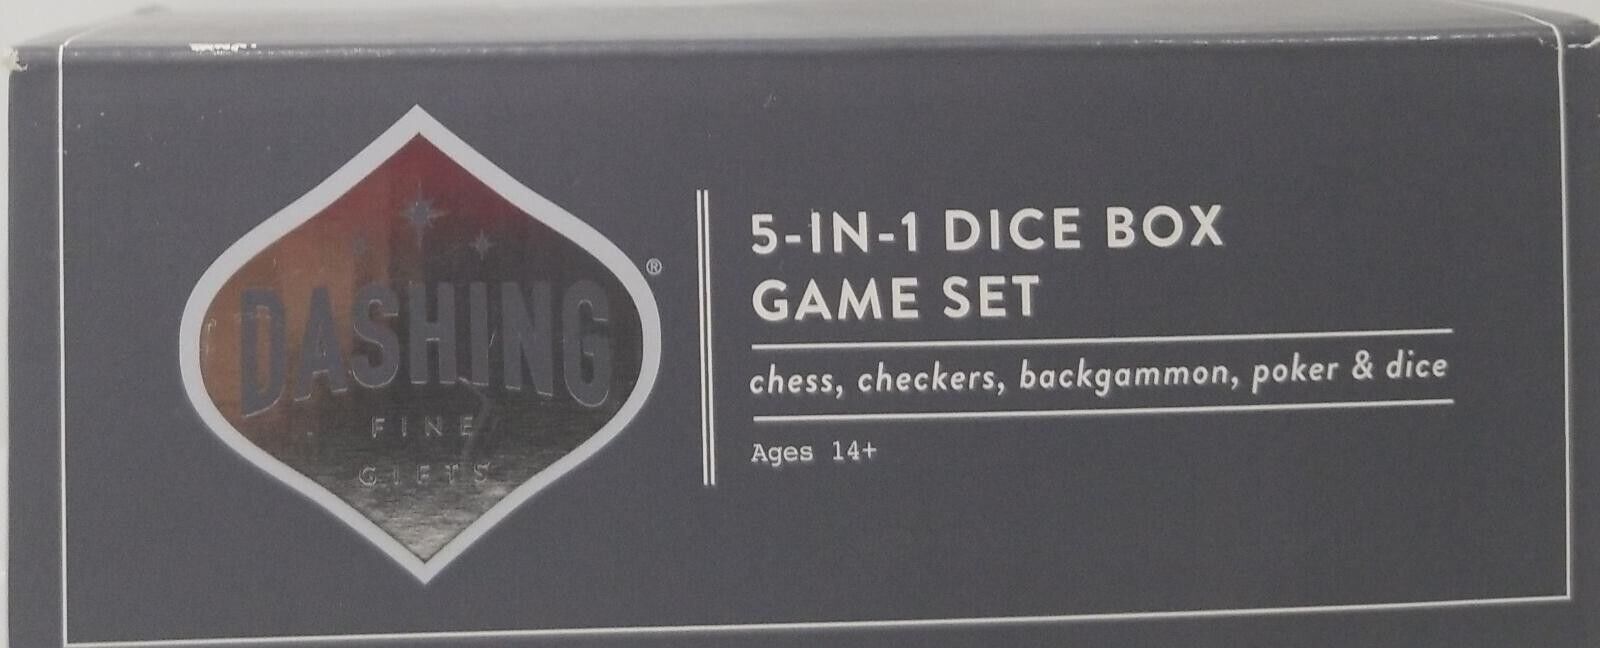 DASHING
FINE
GIFTS
®
5-IN-1 DICE BOX
GAME SET
chess, checkers, backgammon, poker & dice
Ages 14+